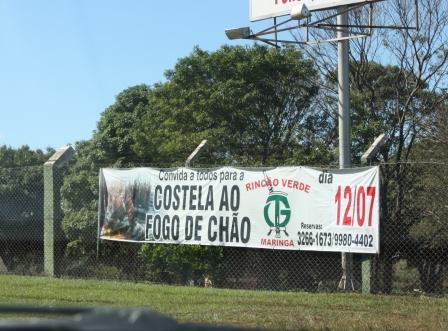 Convida a todos para a
COSTELA AO
FOGO DE CHÃO
RINCÃO VERDE
TG
MARINGÁ
dia
12/07
Reservas:
3266-1673/9980-4402